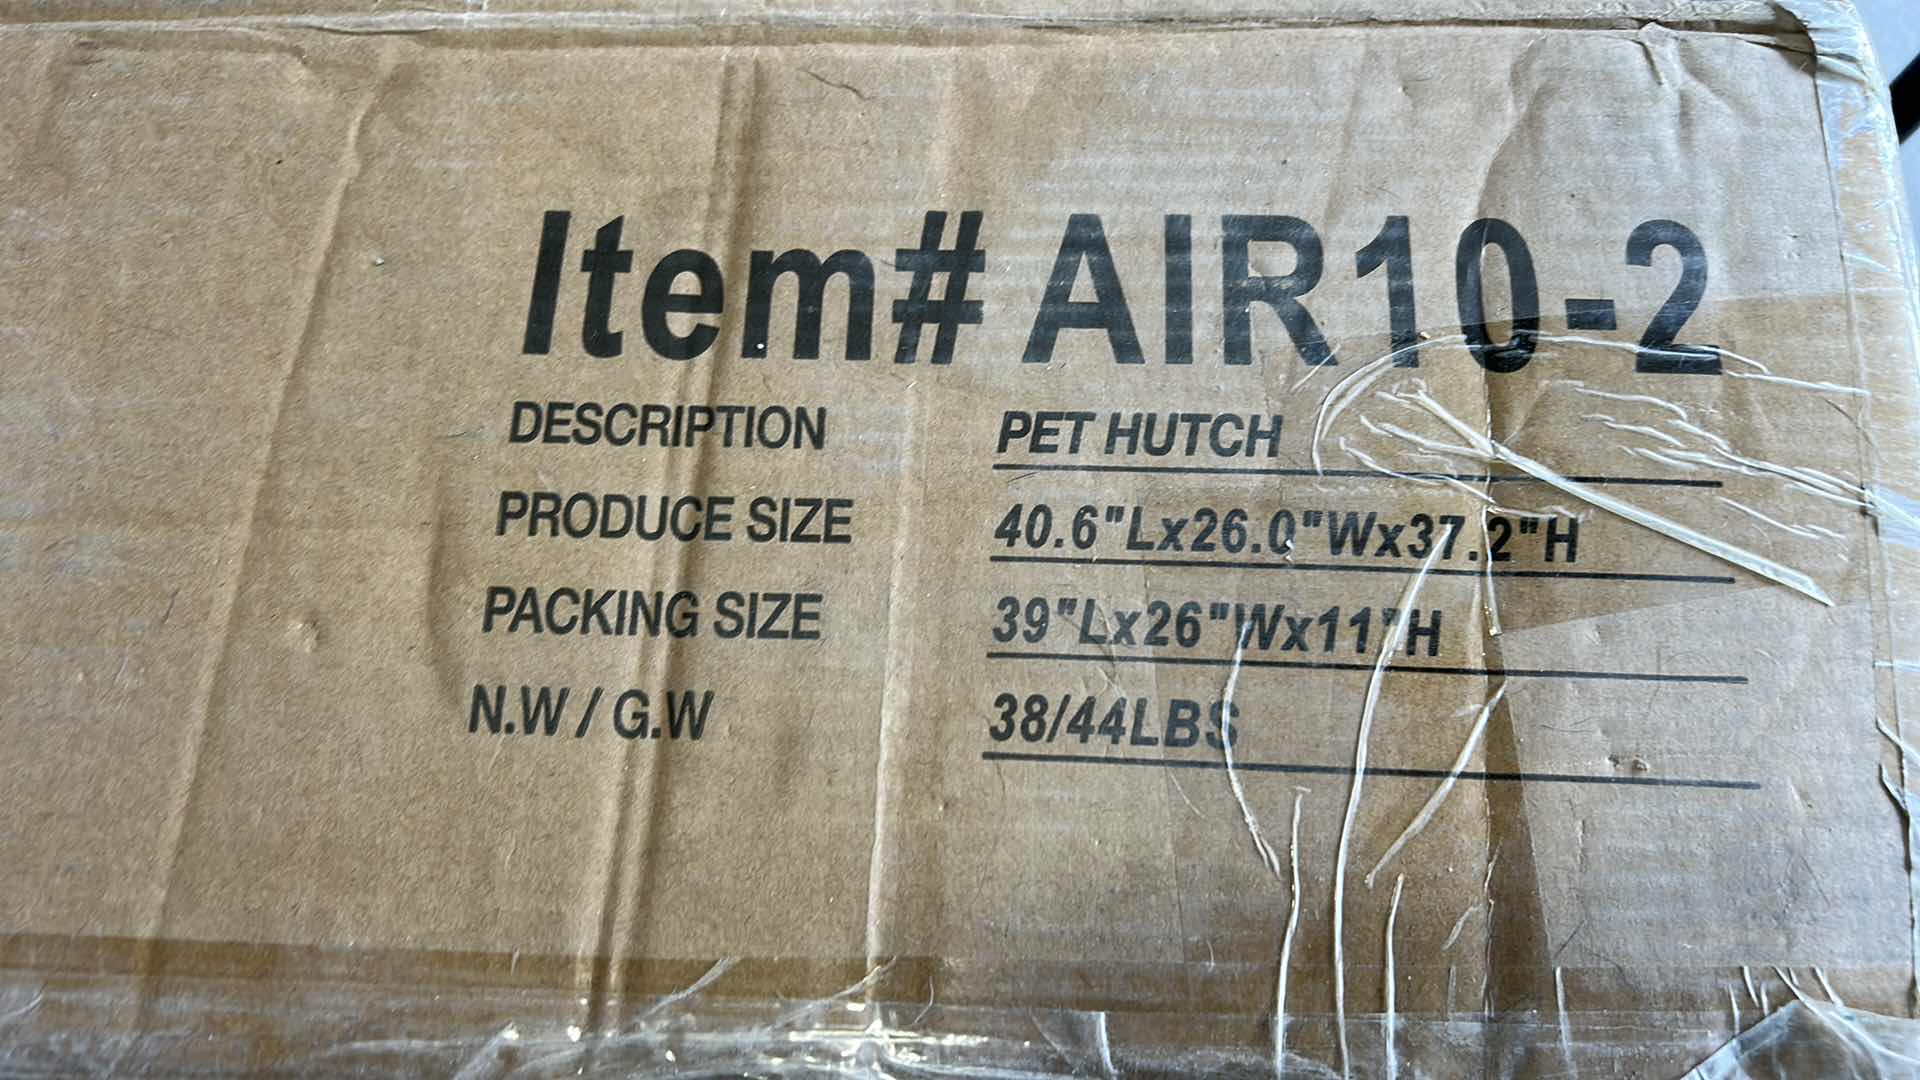 Item# AIR10-2
DESCRIPTION PET HUTCH
PRODUCE SIZE 40.6"Lx26.0"Wx37.2"H
PACKING SIZE 39"Lx26"Wx11"H
N.W / G.W 38/44LBS